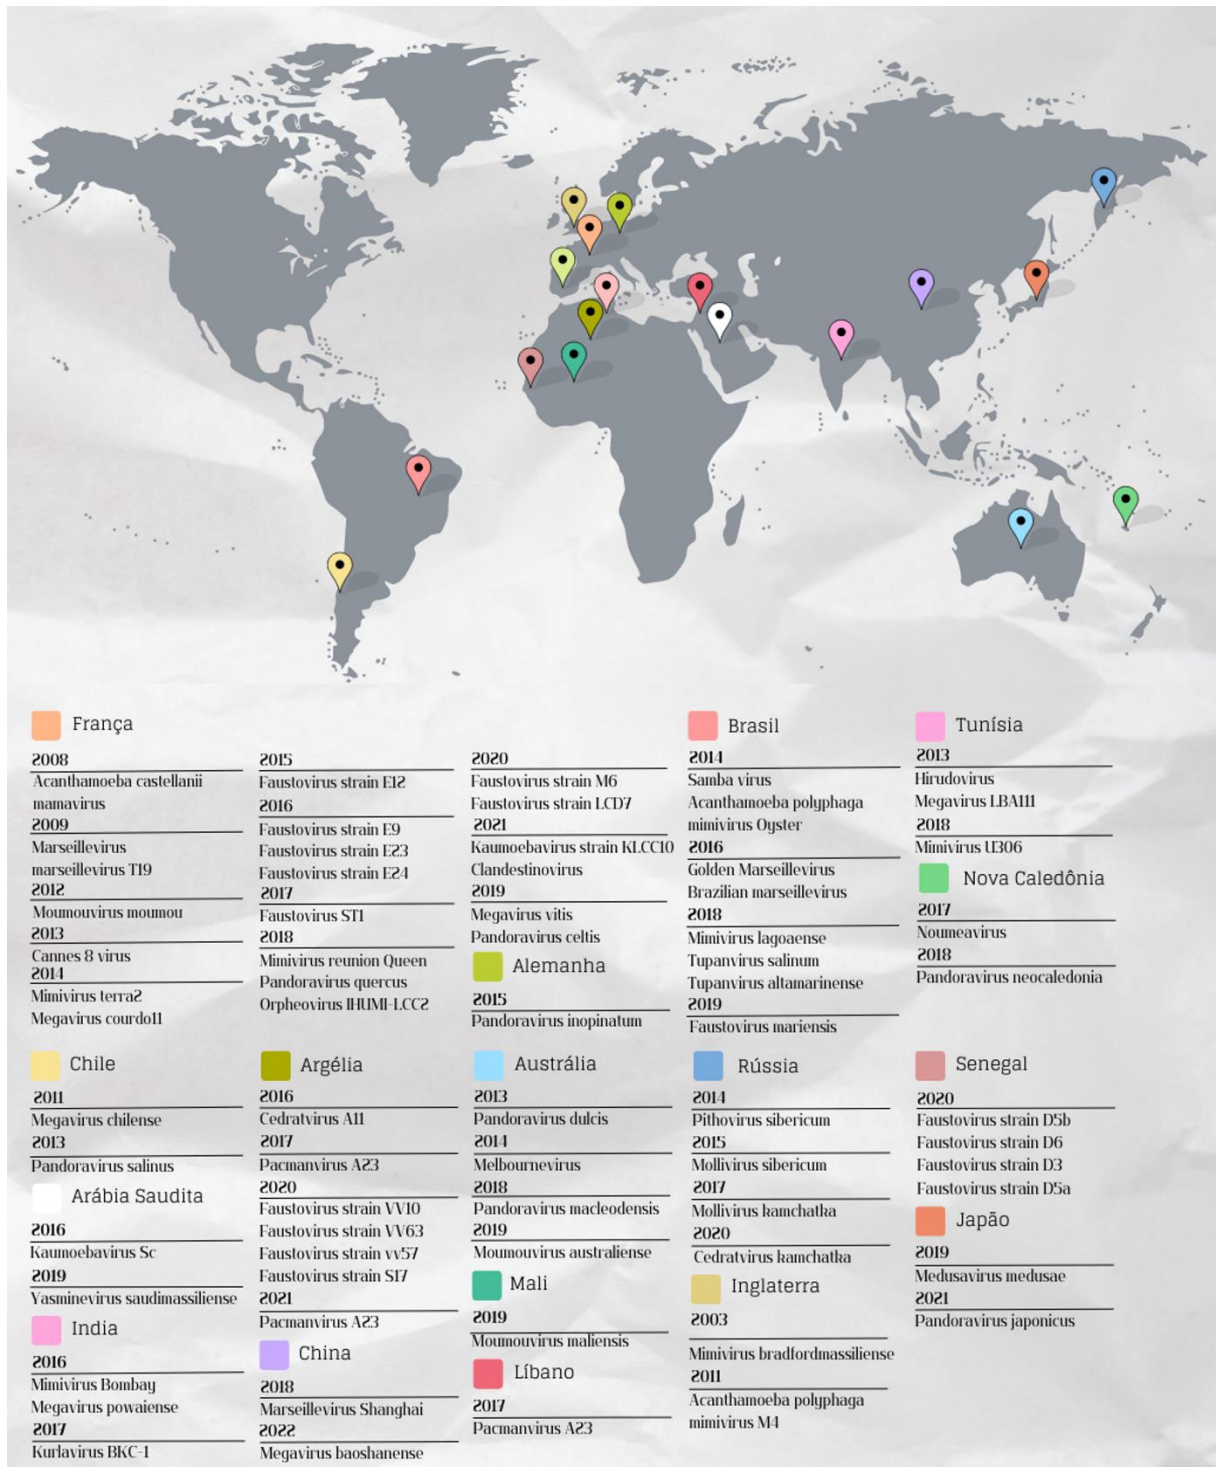 França
2008
Acanthamoeba castellanii
mamavirus
2009
Marseillevirus
marseillevirus T19
2012
Moumouvirus moumou
2013
Cannes 8 virus
2014
Mimivirus terra2
Megavirus courdo11
2015
Faustovirus strain E12
2016
Faustovirus strain E9
Faustovirus strain E23
Faustovirus strain E24
2017
Faustovirus ST1
2018
Mimivirus reunion Queen
Pandoravirus quercus
Orpheovirus IHUMI-LCC2
2020
Faustovirus strain M6
Faustovirus strain LCD7
2021
Kaumoebavirus strain KLCC10
Clandestinovirus
2019
Megavirus vitis
Pandoravirus celtis
Alemanha
2015
Pandoravirus inopinatum
Brasil
2014
Samba virus
Acanthamoeba polyphaga
mimivirus Oyster
2016
Golden Marseillevirus
Brazilian marseillevirus
2018
Mimivirus lagoaense
Tupanvirus salinum
Tupanvirus altamarinense
2019
Faustovirus mariensis
Tunísia
2013
Hirudovirus
Megavirus LBA111
2018
Mimivirus U306
Nova Caledônia
2017
Noumeavirus
2018
Pandoravirus neocaledonia
Chile
2011
Megavirus chilense
2013
Pandoravirus salinus
Arábia Saudita
2016
Kaumoebavirus Sc
2019
Yasminevirus saudimassiliense
India
2016
Mimivirus Bombay
Megavirus powaiense
2017
Kurlavirus BKC-1
Argélia
2016
Cedratvirus A11
2017
Pacmanvirus A23
2020
Faustovirus strain VV10
Faustovirus strain VV63
Faustovirus strain vv57
Faustovirus strain S17
2021
Pacmanvirus A23
China
2018
Marseillevirus Shanghai
2022
Megavirus baoshanense
Austrália
2013
Pandoravirus dulcis
2014
Melbournevirus
2018
Pandoravirus macleodensis
2019
Moumouvirus australiense
Mali
2019
Moumouvirus maliensis
Líbano
2017
Pacmanvirus A23
Rússia
2014
Pithovirus sibericum
2015
Mollivirus sibericum
2017
Mollivirus kamchatka
2020
Cedratvirus kamchatka
Inglaterra
2003
Mimivirus bradfordmassiliense
2011
Acanthamoeba polyphaga
mimivirus M4
Senegal
2020
Faustovirus strain D5b
Faustovirus strain D6
Faustovirus strain D3
Faustovirus strain D5a
Japão
2019
Medusavirus medusae
2021
Pandoravirus japonicus